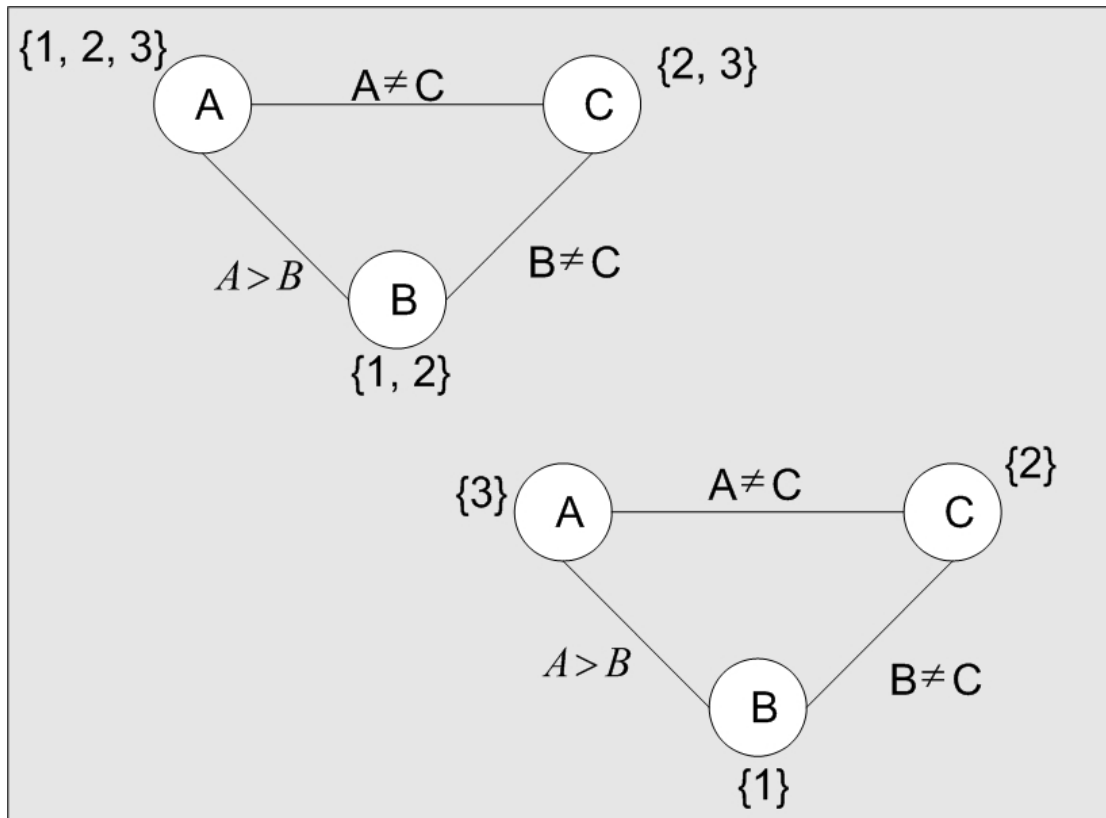 {1, 2, 3}
A
A≠C
C
{2, 3}
A > B
B
B≠C
{1, 2}
{3}
A
A≠C
C
{2}
A > B
B
B≠C
{1}